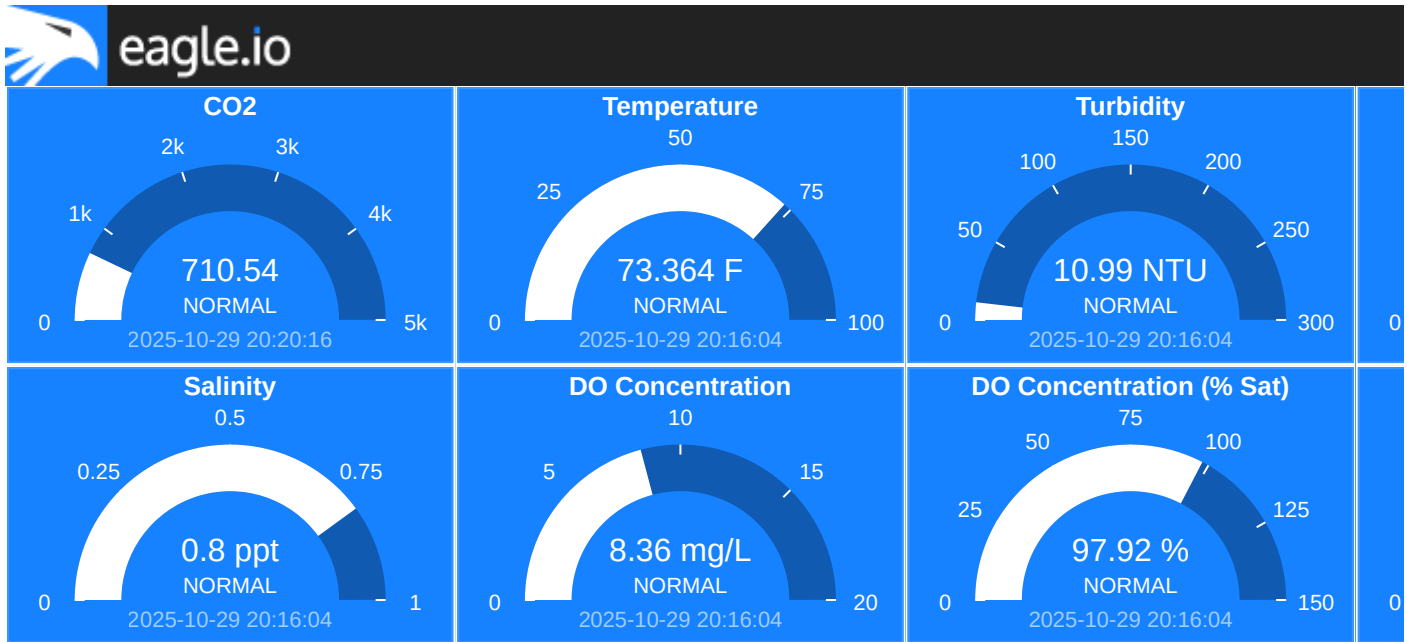 eagle.io
CO2
2k 3k
1k 4k
710.54
NORMAL
0 5k
2025-10-29 20:20:16
Temperature
50
25 75
73.364 F
NORMAL
0 100
2025-10-29 20:16:04
Turbidity
150
100 200
50 250
10.99 NTU
NORMAL
0 300
2025-10-29 20:16:04
0
Salinity
0.5
0.25 0.75
0.8 ppt
NORMAL
0 1
2025-10-29 20:16:04
DO Concentration
10
5 15
8.36 mg/L
NORMAL
0 20
2025-10-29 20:16:04
DO Concentration (% Sat)
75
50 100
25 125
97.92 %
NORMAL
0 150
2025-10-29 20:16:04
0